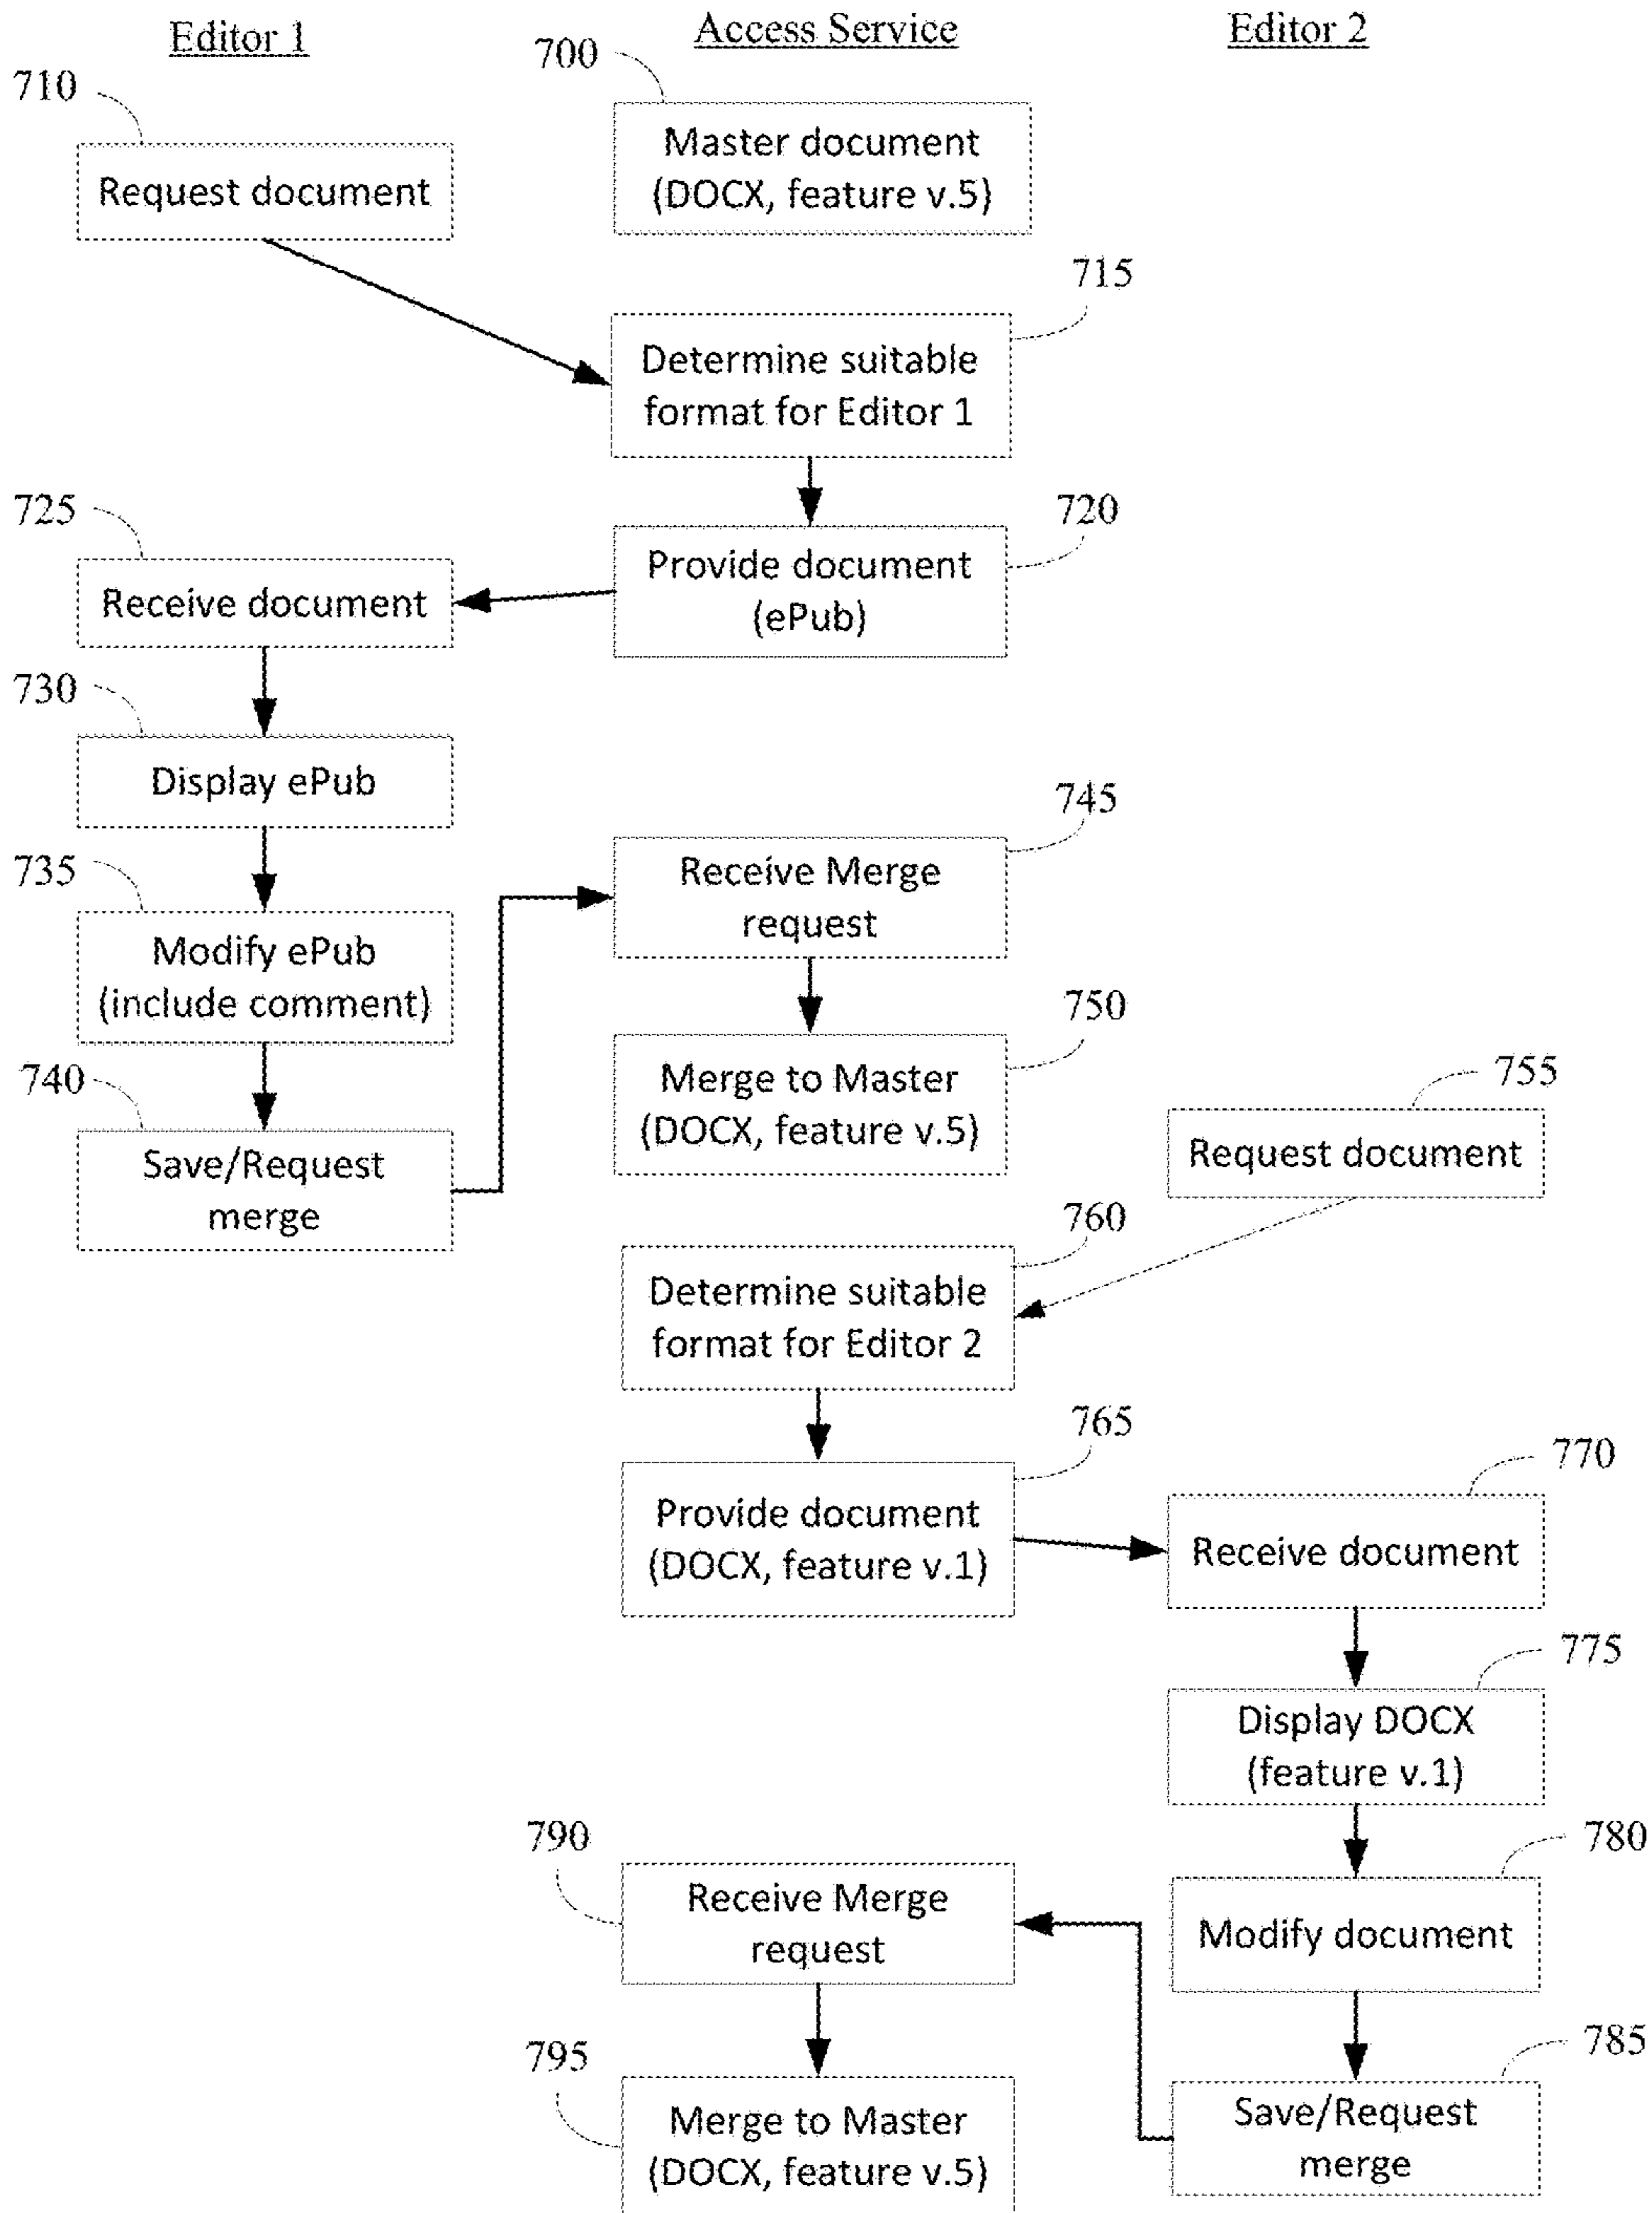 Editor 1
Access Service
Editor 2
700
710
Master document
(DOCX, feature v.5)
Request document
715
Determine suitable
format for Editor 1
725
720
Provide document
(ePub)
Receive document
730
Display ePub
745
Receive Merge
request
735
Modify ePub
(include comment)
750
Merge to Master
(DOCX, feature v.5)
740
Save/Request
merge
755
Request document
760
Determine suitable
format for Editor 2
765
Provide document
(DOCX, feature v.1)
770
Receive document
775
Display DOCX
(feature v.1)
790
Receive Merge
request
780
Modify document
795
Merge to Master
(DOCX, feature v.5)
785
Save/Request
merge